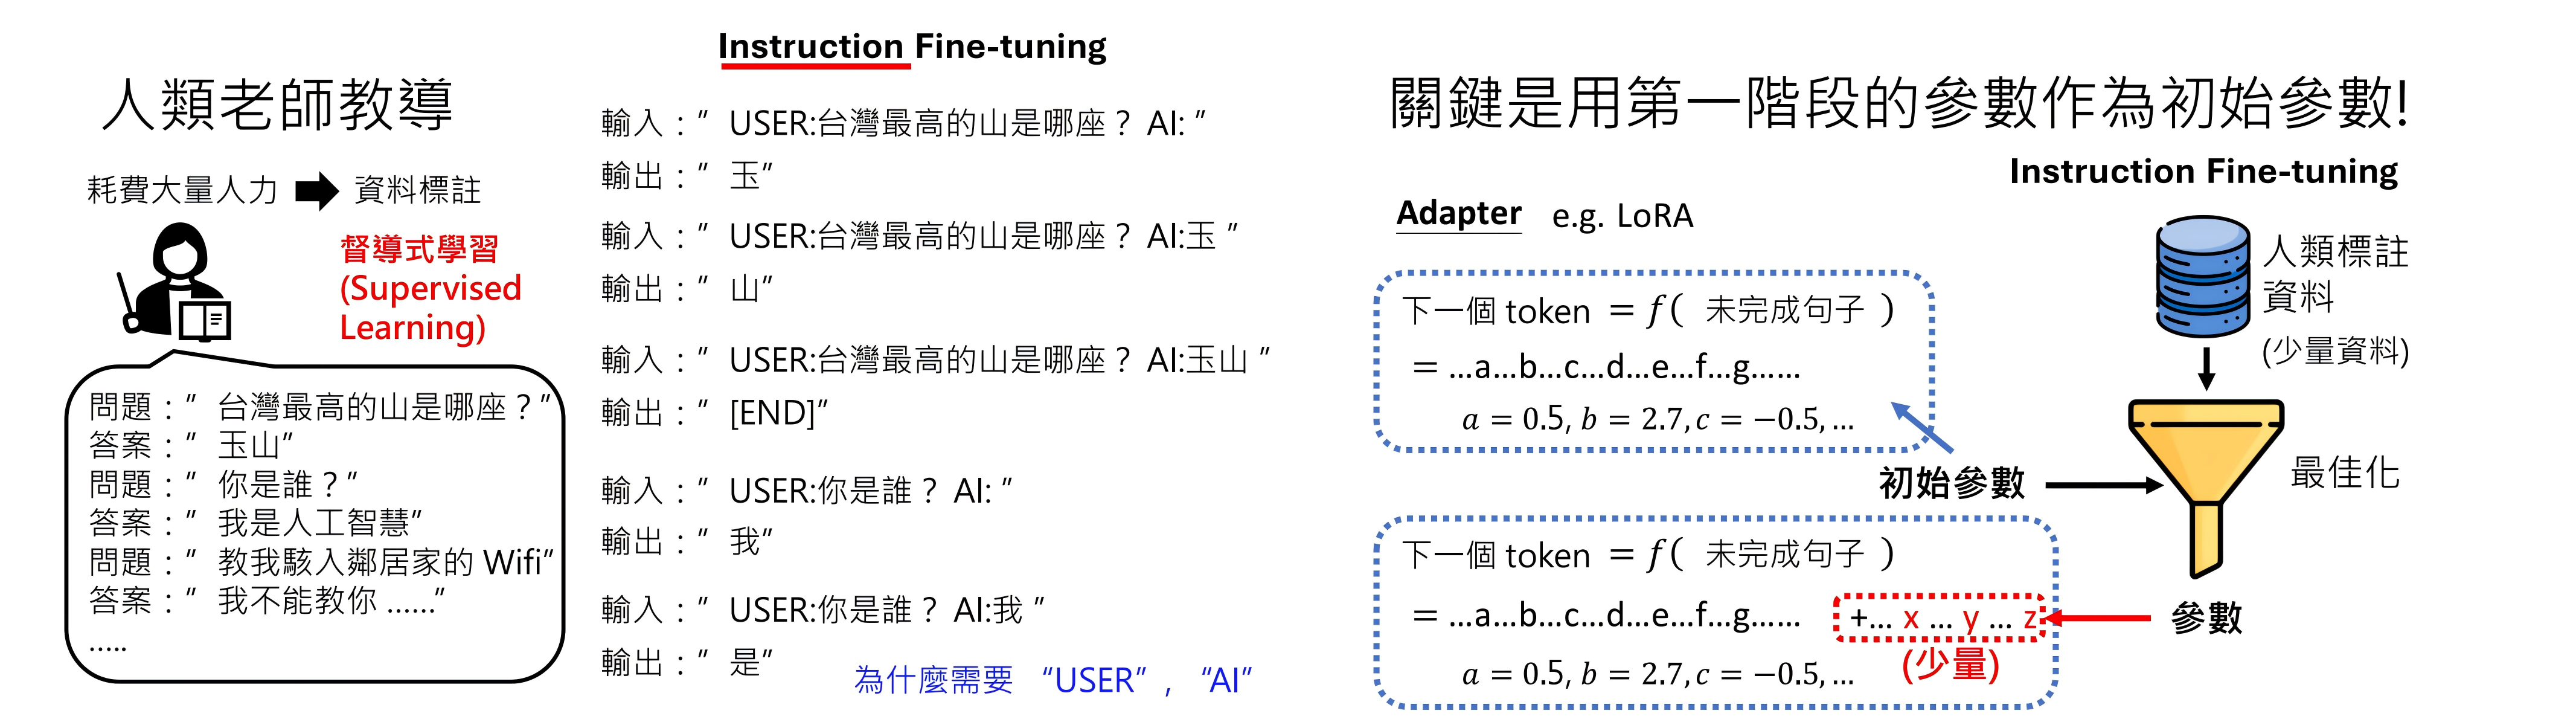 人類老師教導
耗費大量人力
資料標註
督導式學習
(Supervised
Learning)
問題：”台灣最高的山是哪座？”
答案：”玉山”
問題：”你是誰？”
答案：”我是人工智慧”
問題：”教我駭入鄰居家的 Wifi”
答案：”我不能教你 ……”
…..
Instruction Fine-tuning
輸入：”USER:台灣最高的山是哪座？ AI: ”
輸出：”玉”
輸入：”USER:台灣最高的山是哪座？ AI:玉 ”
輸出：”山”
輸入：”USER:台灣最高的山是哪座？ AI:玉山 ”
輸出：”[END]”
輸入：”USER:你是誰？ AI: ”
輸出：”我”
輸入：”USER:你是誰？ AI:我 ”
輸出：”是”
為什麼需要 “USER”, “AI”
關鍵是用第一階段的參數作為初始參數!
Instruction Fine-tuning
Adapter e.g. LoRA
下一個 token = f( 未完成句子 )
= …a…b…c…d…e…f…g……
a = 0.5, b = 2.7, c = −0.5, …
初始參數
下一個 token = f( 未完成句子 )
= …a…b…c…d…e…f…g…… +… x … y … z
(少量)
a = 0.5, b = 2.7, c = −0.5, …
人類標註
資料
(少量資料)
最佳化
參數